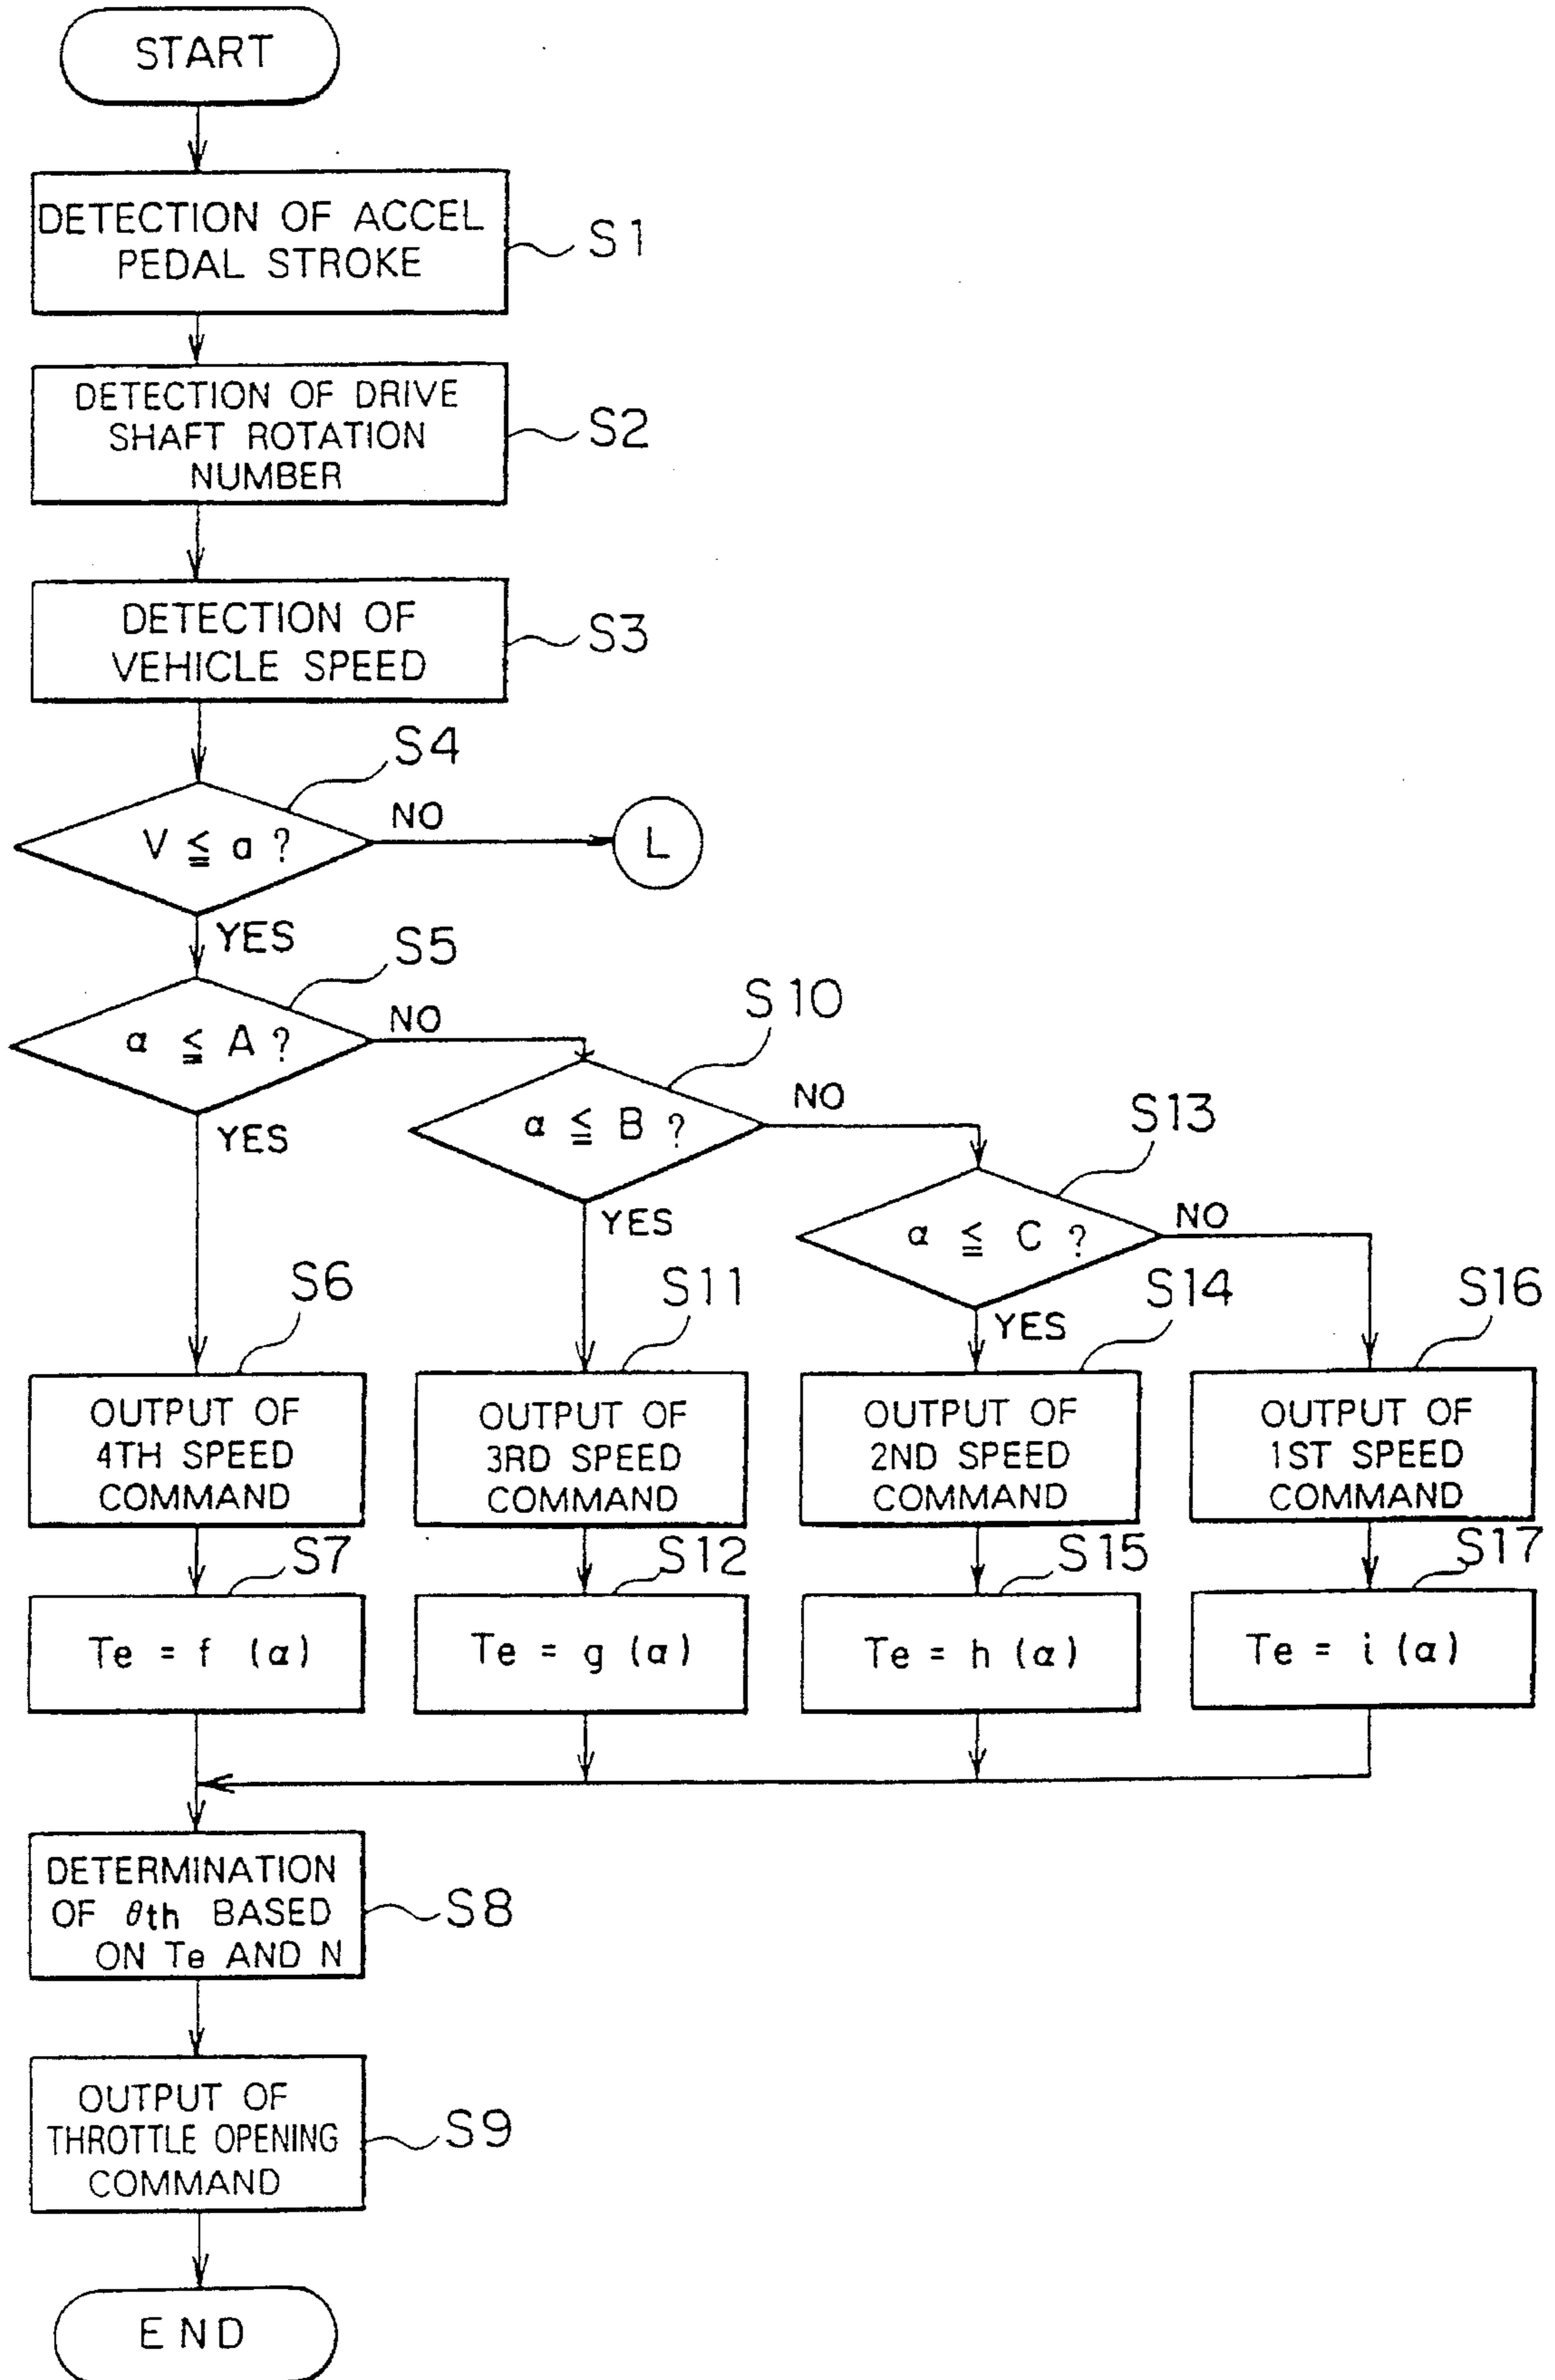 START
DETECTION OF ACCEL
PEDAL STROKE
S1
DETECTION OF DRIVE
SHAFT ROTATION
NUMBER
S2
DETECTION OF
VEHICLE SPEED
S3
S4
V ≦ a ?
NO
L
YES
S5
α ≦ A ?
NO
YES
S10
α ≦ B ?
NO
YES
S13
α ≦ C ?
NO
YES
S6
OUTPUT OF
4TH SPEED
COMMAND
S11
OUTPUT OF
3RD SPEED
COMMAND
S14
OUTPUT OF
2ND SPEED
COMMAND
S16
OUTPUT OF
1ST SPEED
COMMAND
S7
Te = f (α)
S12
Te = g (α)
S15
Te = h (α)
S17
Te = i (α)
DETERMINATION
OF θth BASED
ON Te AND N
S8
OUTPUT OF
THROTTLE OPENING
COMMAND
S9
END